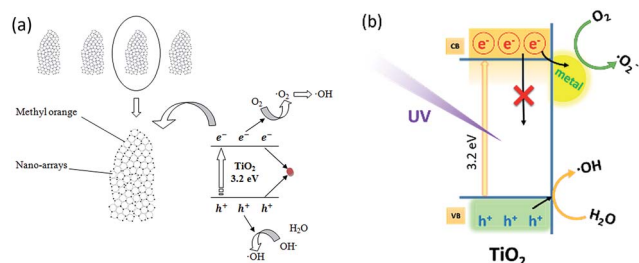 (a)
Methyl orange
Nano-arrays
O₂
·O₂
·OH
e⁻ e⁻ e⁻
TiO₂
3.2 eV
h⁺ h⁺ h⁺
H₂O
OH⁻
·OH
(b)
CB
e⁻ e⁻ e⁻
O₂
·O₂⁻
metal
UV
3.2 eV
·OH
H₂O
VB
h⁺ h⁺ h⁺
TiO₂